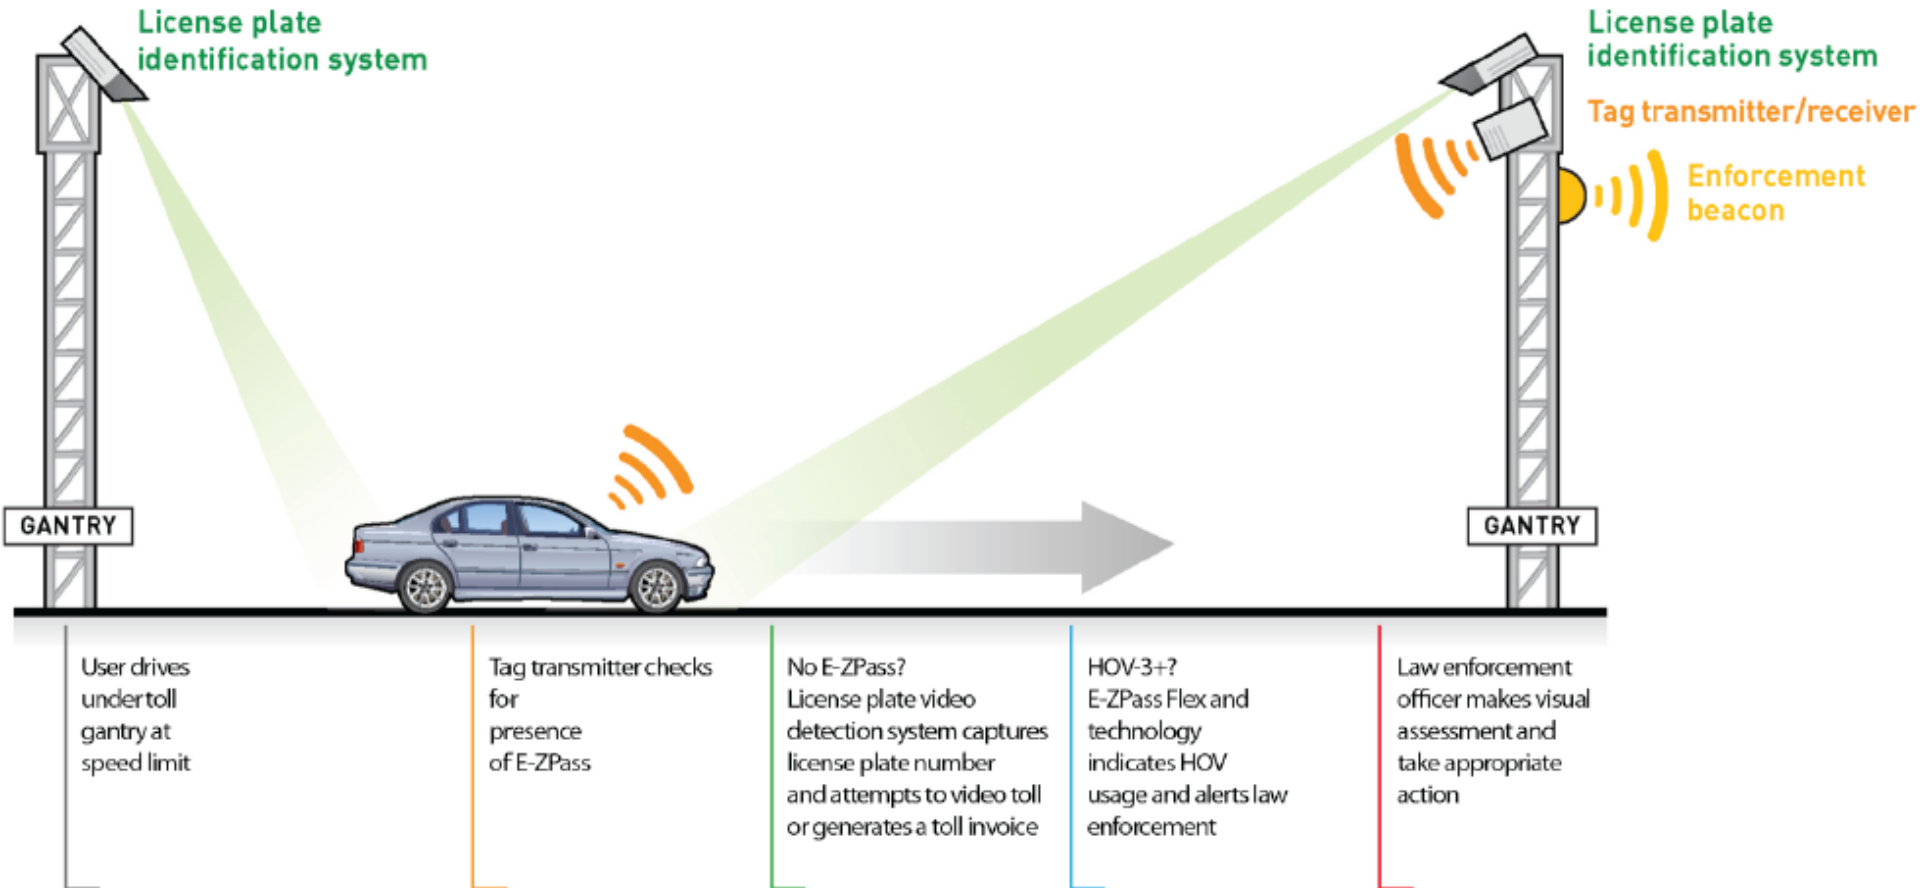 License plate
identification system
License plate
identification system
Tag transmitter/receiver
Enforcement
beacon
GANTRY
GANTRY
User drives
under toll
gantry at
speed limit
Tag transmitter checks
for
presence
of E-ZPass
No E-ZPass?
License plate video
detection system captures
license plate number
and attempts to video toll
or generates a toll invoice
HOV-3+?
E-ZPass Flex and
technology
indicates HOV
usage and alerts law
enforcement
Law enforcement
officer makes visual
assessment and
take appropriate
action